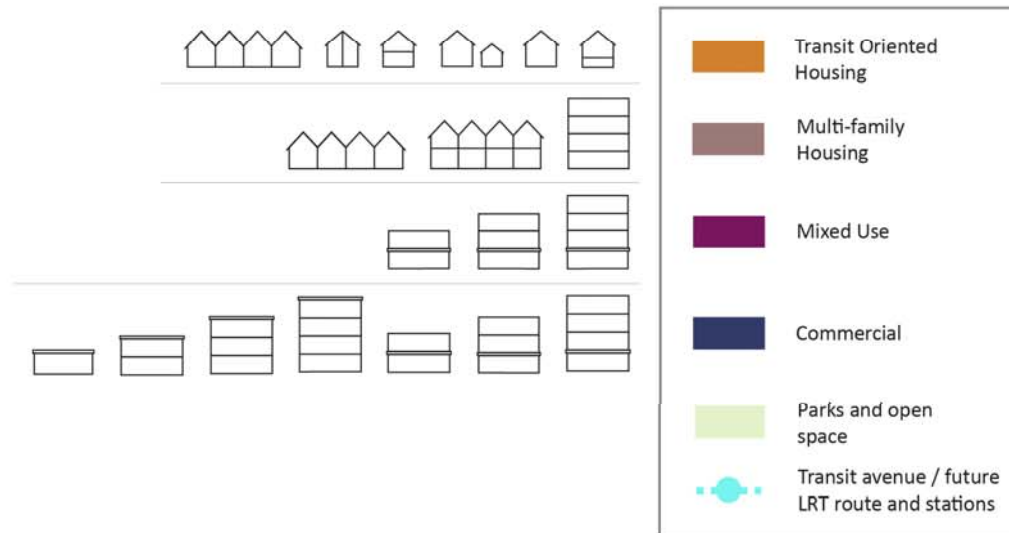 Transit Oriented
Housing
Multi-family
Housing
Mixed Use
Commercial
Parks and open
space
Transit avenue / future
LRT route and stations